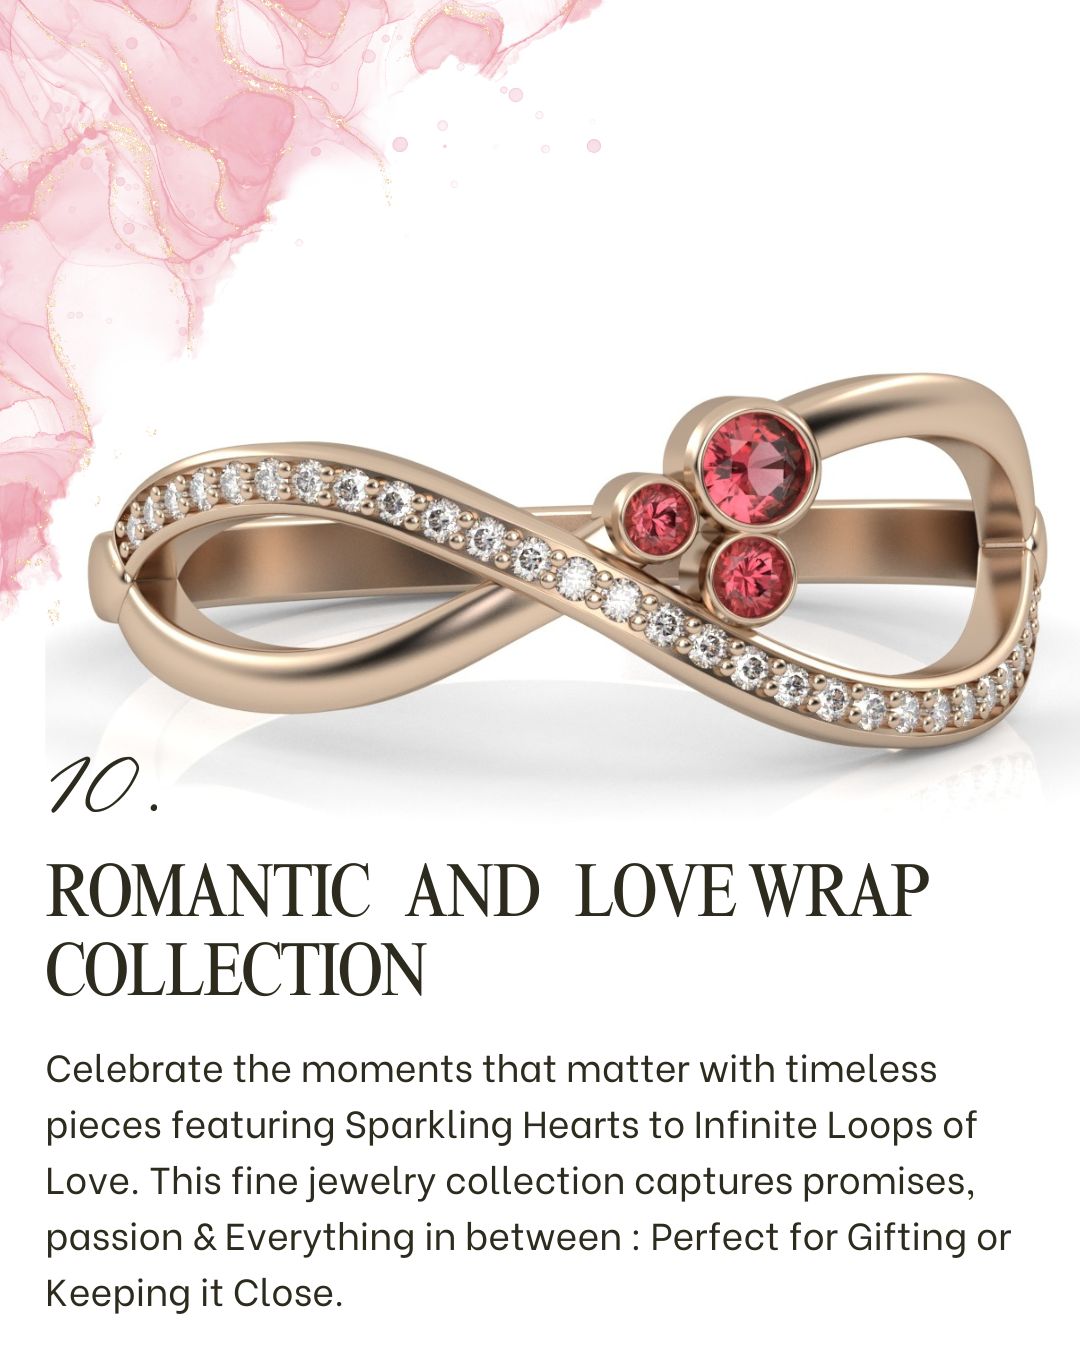 10.
ROMANTIC AND LOVE WRAP
COLLECTION
Celebrate the moments that matter with timeless
pieces featuring Sparkling Hearts to Infinite Loops of
Love. This fine jewelry collection captures promises,
passion & Everything in between : Perfect for Gifting or
Keeping it Close.